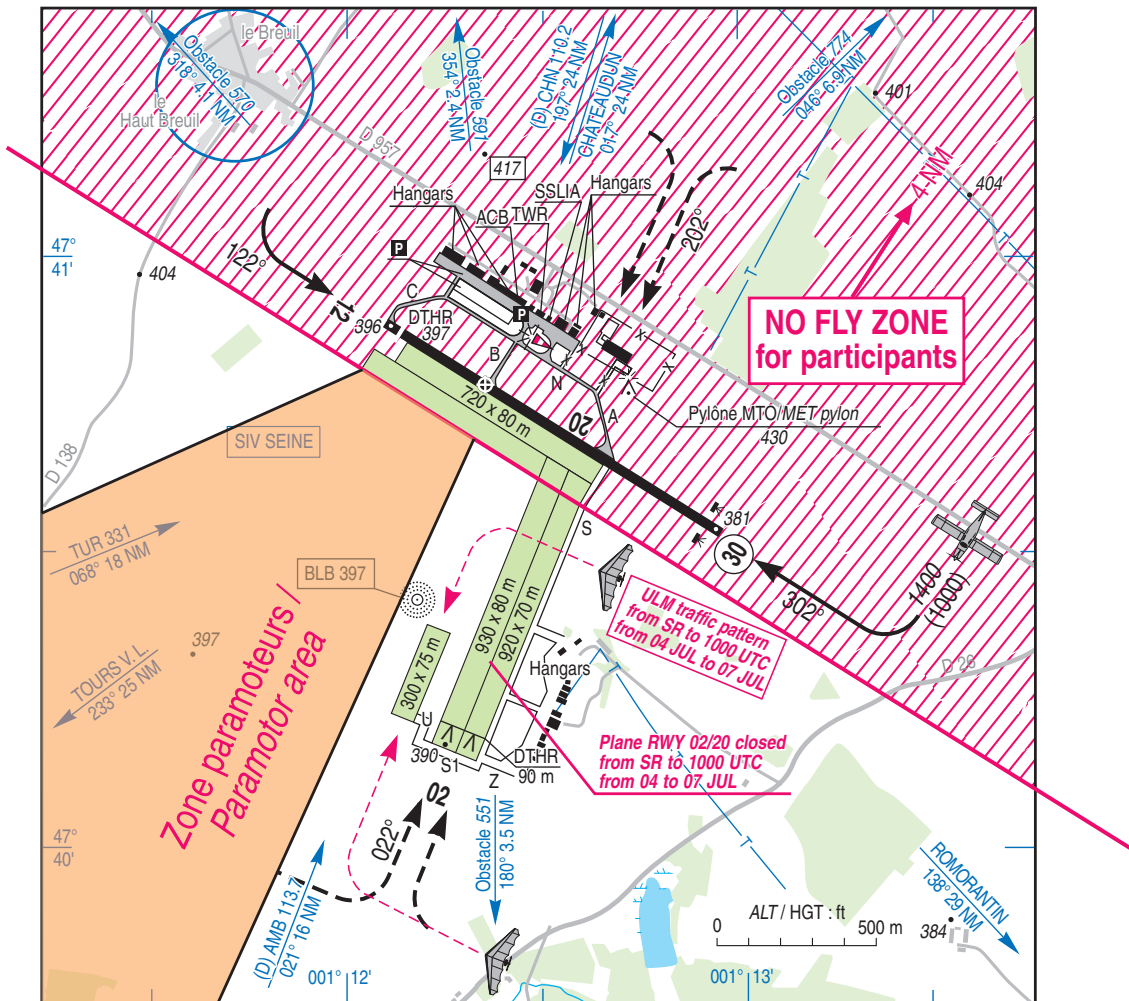 le Breuil
Obstacle 570
318° 4.1 NM
le
Haut Breuil
D 957
Obstacle 591
354° 2.4 NM
(D) CHN 110.2
197° 24 NM
CHATEAUDUN
017° 24 NM
Obstacle 774
046° 6.9 NM
401
417
404
4 NM
Hangars
SSLIA
Hangars
ACB
TWR
202°
47°
41'
404
122°
P
C
12
396
DTHR
397
P
B
N
X
X
X
X
X
X
A
T
T
T
NO FLY ZONE
for participants
720 x 80 m
20
Pylône MTO/MET pylon
430
D 138
SIV SEINE
381
S
30
302°
1400
(1000)
TUR 331
068° 18 NM
BLB 397
ULM traffic pattern
from SR to 1000 UTC
from 04 JUL to 07 JUL
D 26
Zone paramoteurs /
Paramotor area
397
TOURS V.L.
233° 25 NM
300 x 75 m
930 x 80 m
920 x 70 m
Hangars
T
U
390
S1
DTHR
90 m
Z
Plane RWY 02/20 closed
from SR to 1000 UTC
from 04 to 07 JUL
02
022°
47°
40'
Obstacle 551
180° 3.5 NM
T
(D) AMB 113.7
021° 16 NM
ALT / HGT : ft
0
500 m
ROMORANTIN
138° 29 NM
384
001° 12'
001° 13'